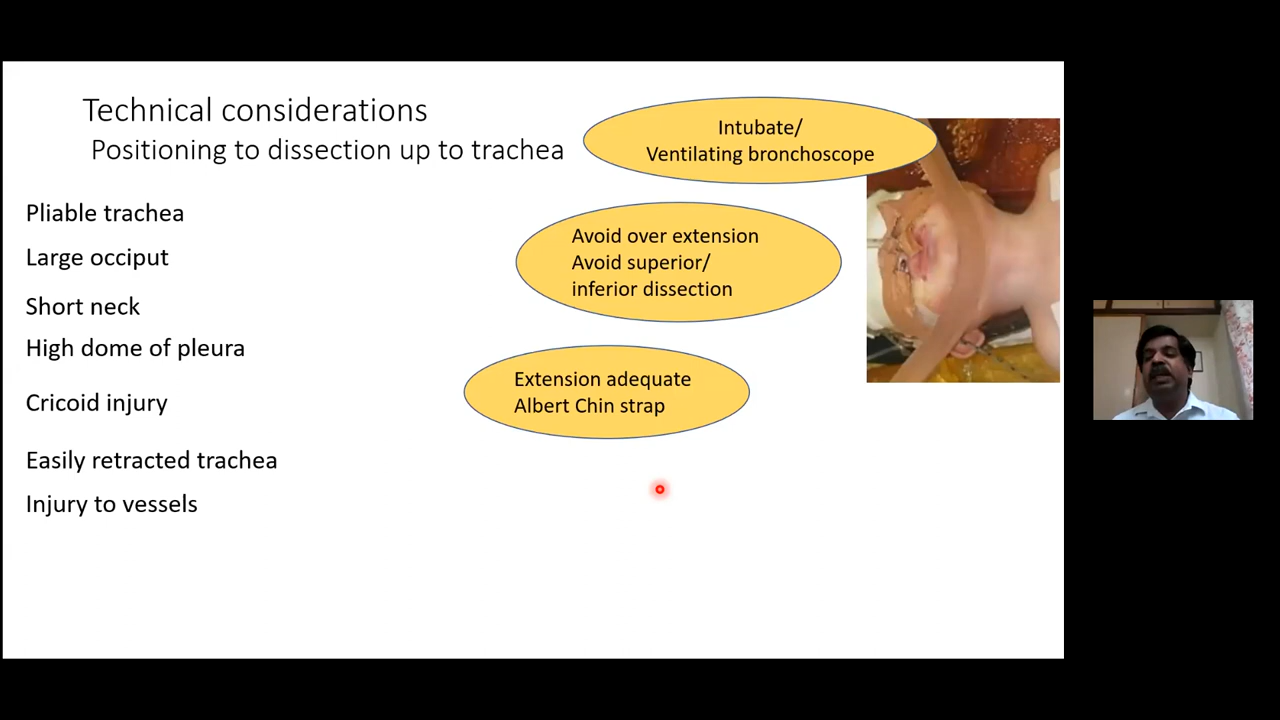 Technical considerations
Positioning to dissection up to trachea
Intubate/
Ventilating bronchoscope
Pliable trachea
Avoid over extension
Avoid superior/
inferior dissection
Large occiput
Short neck
High dome of pleura
Extension adequate
Albert Chin strap
Cricoid injury
Easily retracted trachea
Injury to vessels